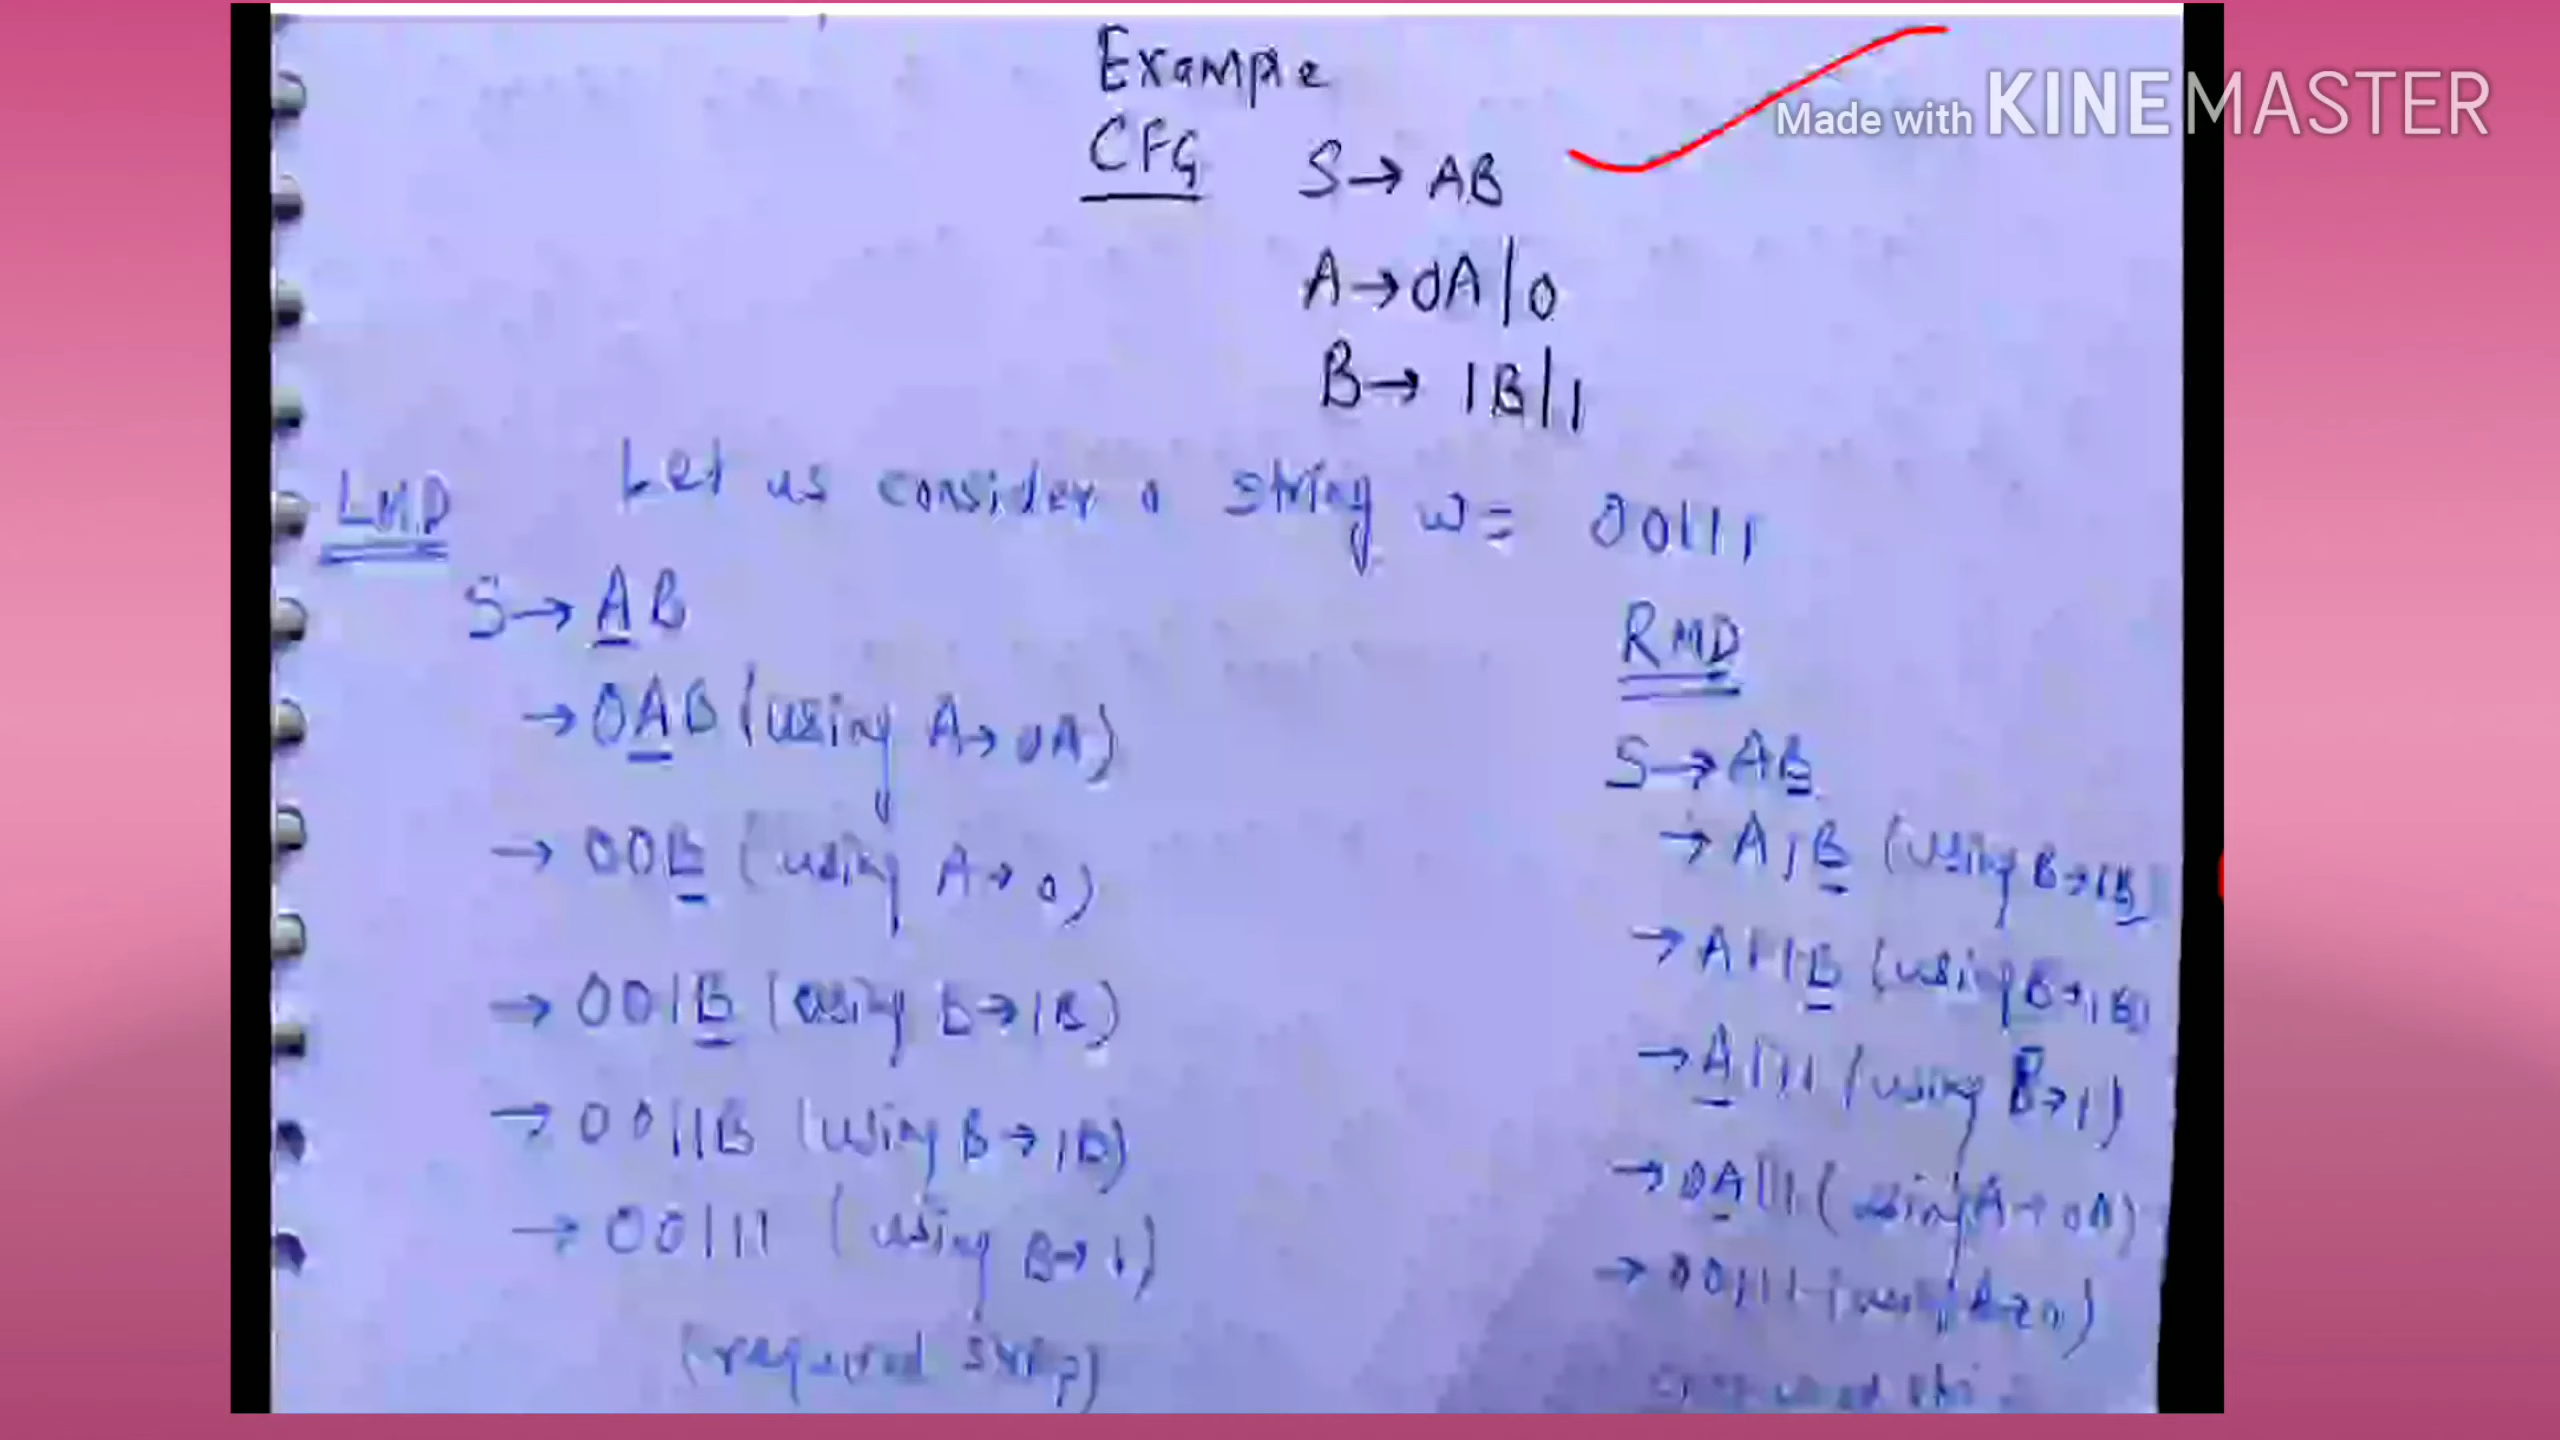 Example
Made with KINEMASTER
CFG S→ AB
A→0A|0
B→ 1B|1
LMD Let us consider a string w= 00111
S→AB
→0AB (using A→0A)
→ 00B (using A→0)
→ 001B (using B→1B)
→ 0011B (using B→1B)
→ 00111 (using B→1)
(required string)
RMD
S→AB
→ A1B (using B→1B)
→ A11B (using B→1B)
→ A111 (using B→1)
→ 0A111 (using A→0A)
→ 00111 (using A→0)